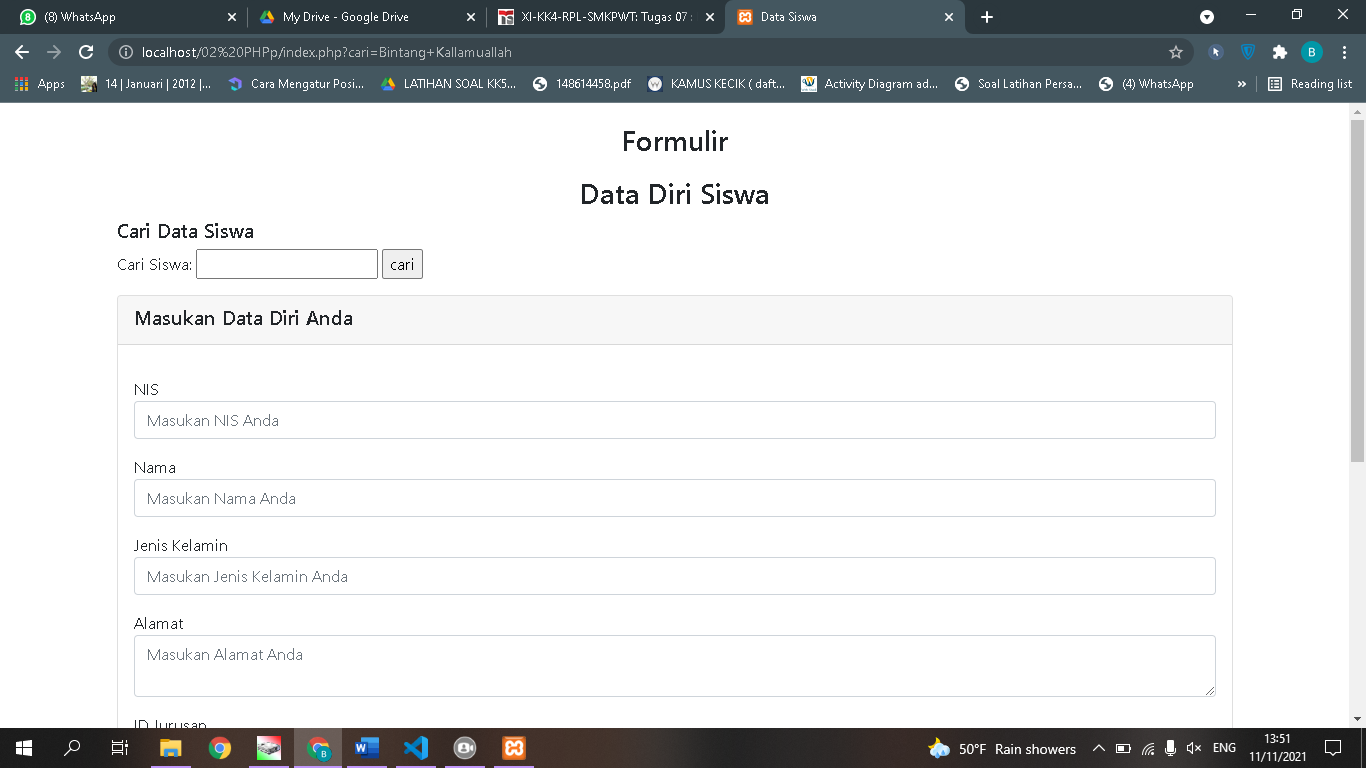 (8) WhatsApp
My Drive - Google Drive
XI-KK4-RPL-SMKPWT: Tugas 07 :
Data Siswa
localhost/02%20PHPp/index.php?cari=Bintang+Kallamuallah
B
Apps
14 | Januari | 2012 |...
Cara Mengatur Posi...
LATIHAN SOAL KK5...
148614458.pdf
KAMUS KECIK ( daft...
Activity Diagram ad...
Soal Latihan Persa...
(4) WhatsApp
»
Reading list
Formulir
Data Diri Siswa
Cari Data Siswa
Cari Siswa:
cari
Masukan Data Diri Anda
NIS
Masukan NIS Anda
Nama
Masukan Nama Anda
Jenis Kelamin
Masukan Jenis Kelamin Anda
Alamat
Masukan Alamat Anda
ID Jurusan
50°F Rain showers
ENG
13:51
11/11/2021